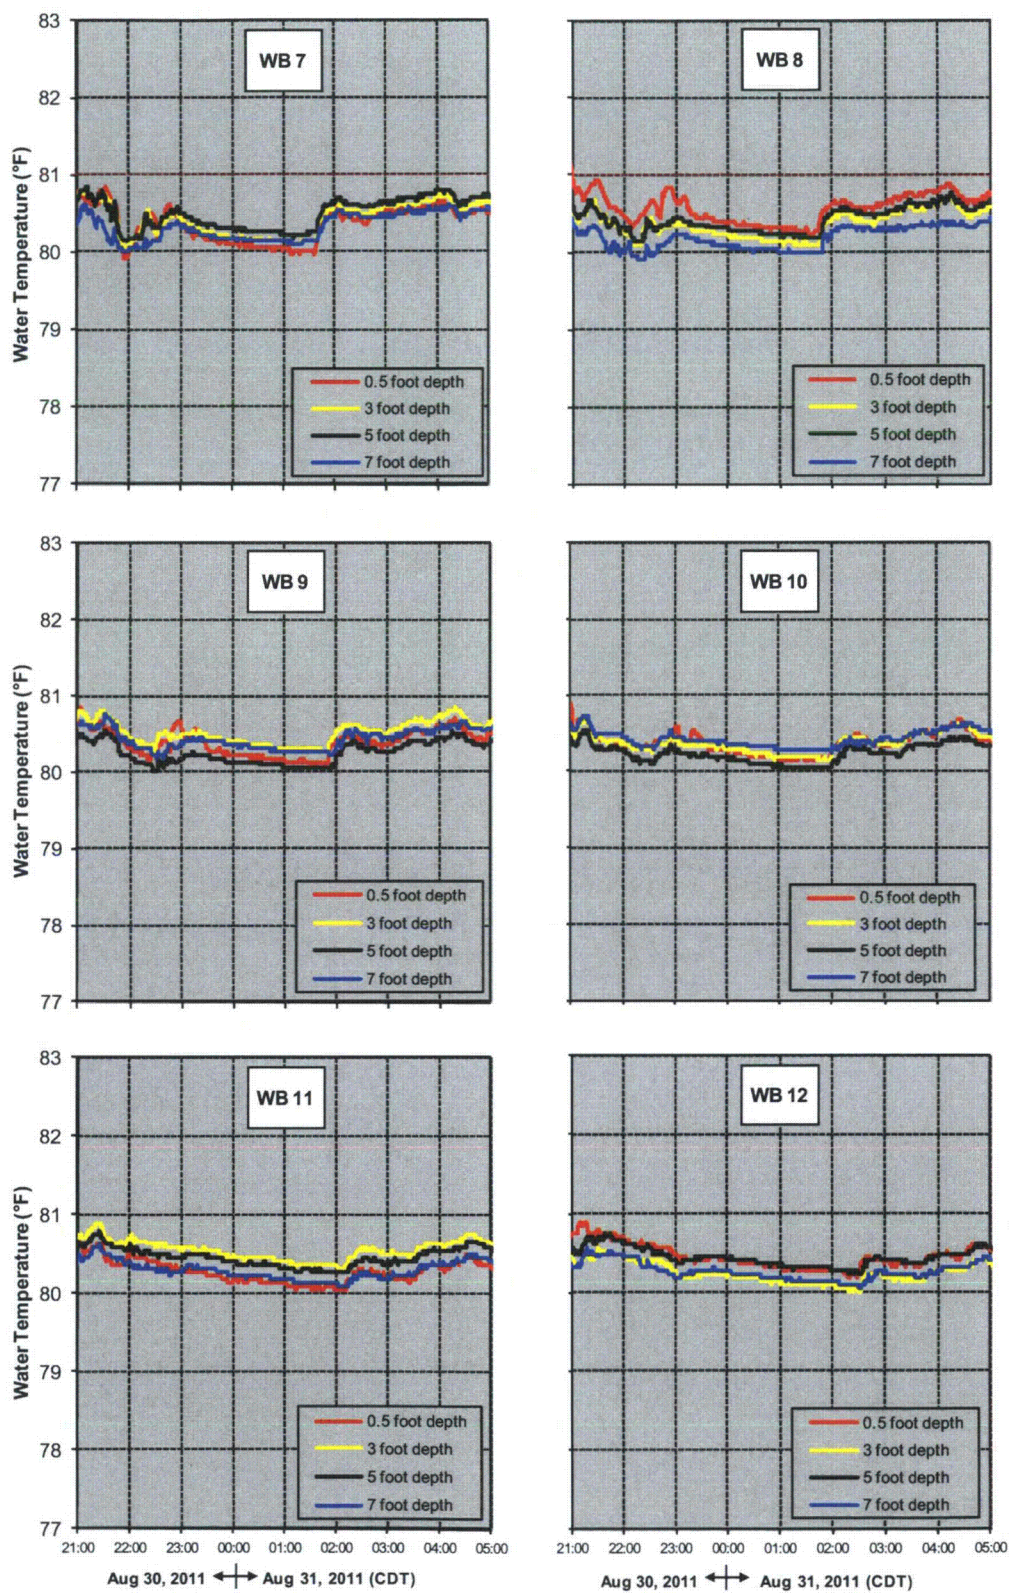 83
82
81
80
79
78
77
Water Temperature (°F)
WB 7
0.5 foot depth
3 foot depth
5 foot depth
7 foot depth
WB 8
0.5 foot depth
3 foot depth
5 foot depth
7 foot depth
83
82
81
80
79
78
77
Water Temperature (°F)
WB 9
0.5 foot depth
3 foot depth
5 foot depth
7 foot depth
WB 10
0.5 foot depth
3 foot depth
5 foot depth
7 foot depth
83
82
81
80
79
78
77
Water Temperature (°F)
WB 11
0.5 foot depth
3 foot depth
5 foot depth
7 foot depth
WB 12
0.5 foot depth
3 foot depth
5 foot depth
7 foot depth
21:00 22:00 23:00 00:00 01:00 02:00 03:00 04:00 05:00
Aug 30, 2011 Aug 31, 2011 (CDT)
21:00 22:00 23:00 00:00 01:00 02:00 03:00 04:00 05:00
Aug 30, 2011 Aug 31, 2011 (CDT)